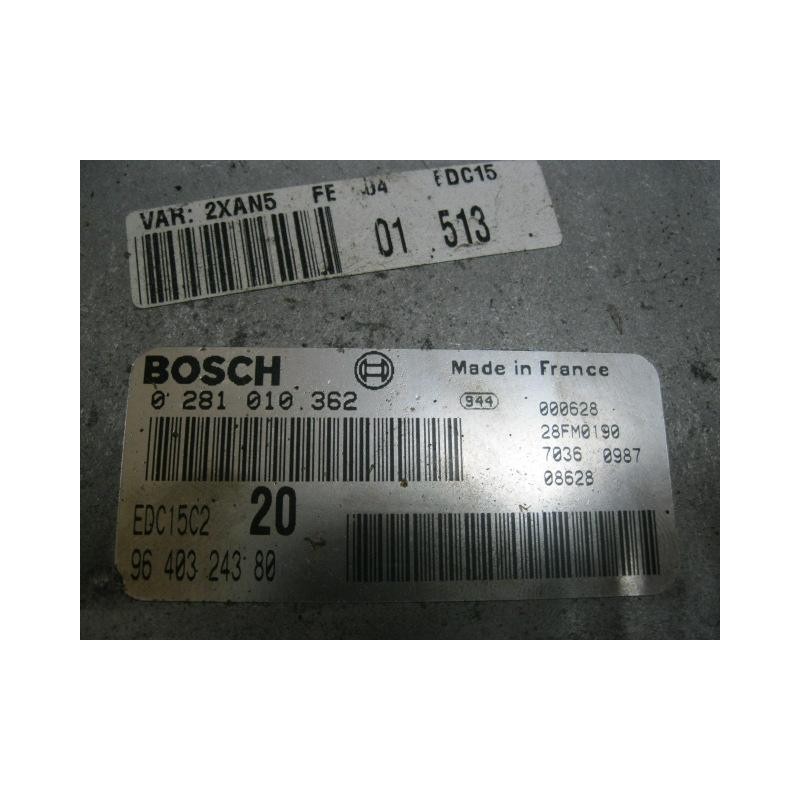 VAR: 2XAN5 FE 04 EDC15
01 513
BOSCH Made in France
0 281 010 362 944 000628
28FM0190
7036 0987
08628
EDC15C2 20
96 403 243 80